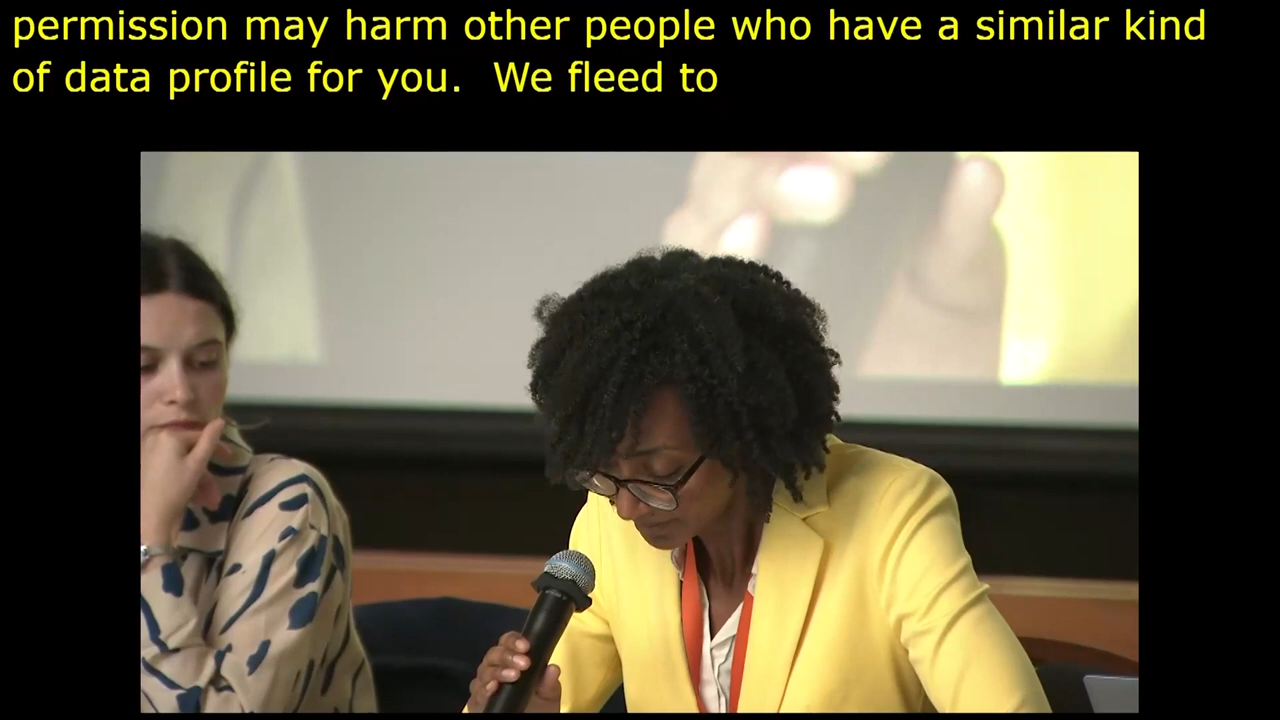 permission may harm other people who have a similar kind
of data profile for you.  We fleed to